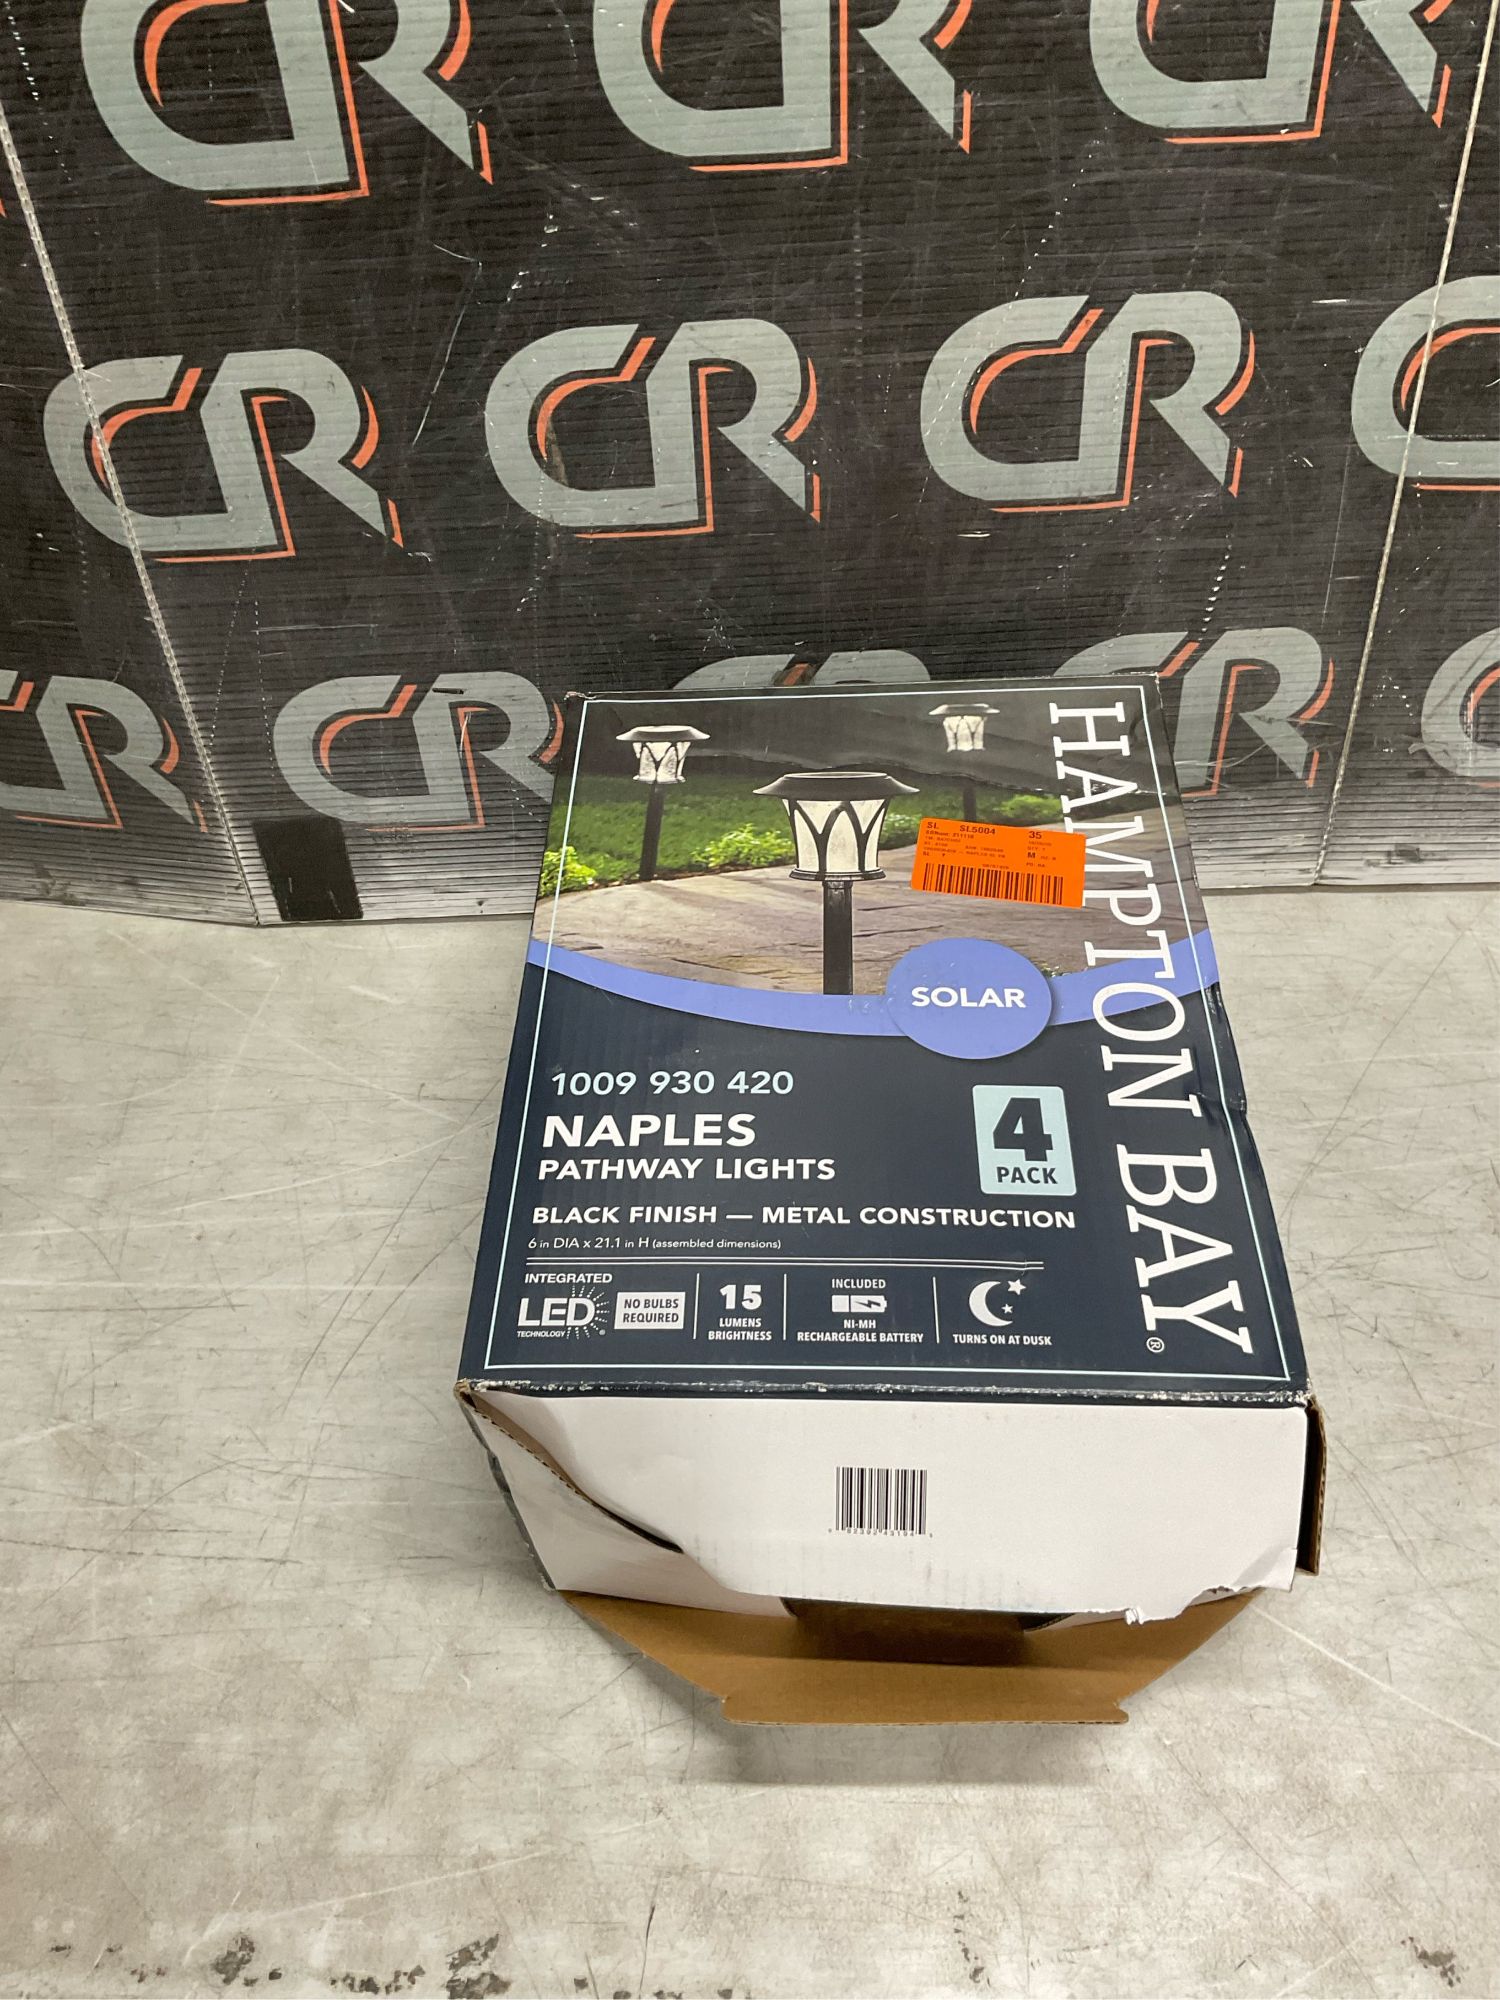 CR CR CR
CR CR CR
CR CR CR
HAMPTON BAY®
SL SL5004 35
SOLAR
1009 930 420
NAPLES
PATHWAY LIGHTS
4
PACK
BLACK FINISH — METAL CONSTRUCTION
6 in DIA x 21.1 in H (assembled dimensions)
INTEGRATED
LED
TECHNOLOGY
NO BULBS
REQUIRED
15
LUMENS
BRIGHTNESS
INCLUDED
NI-MH
RECHARGEABLE BATTERY
TURNS ON AT DUSK